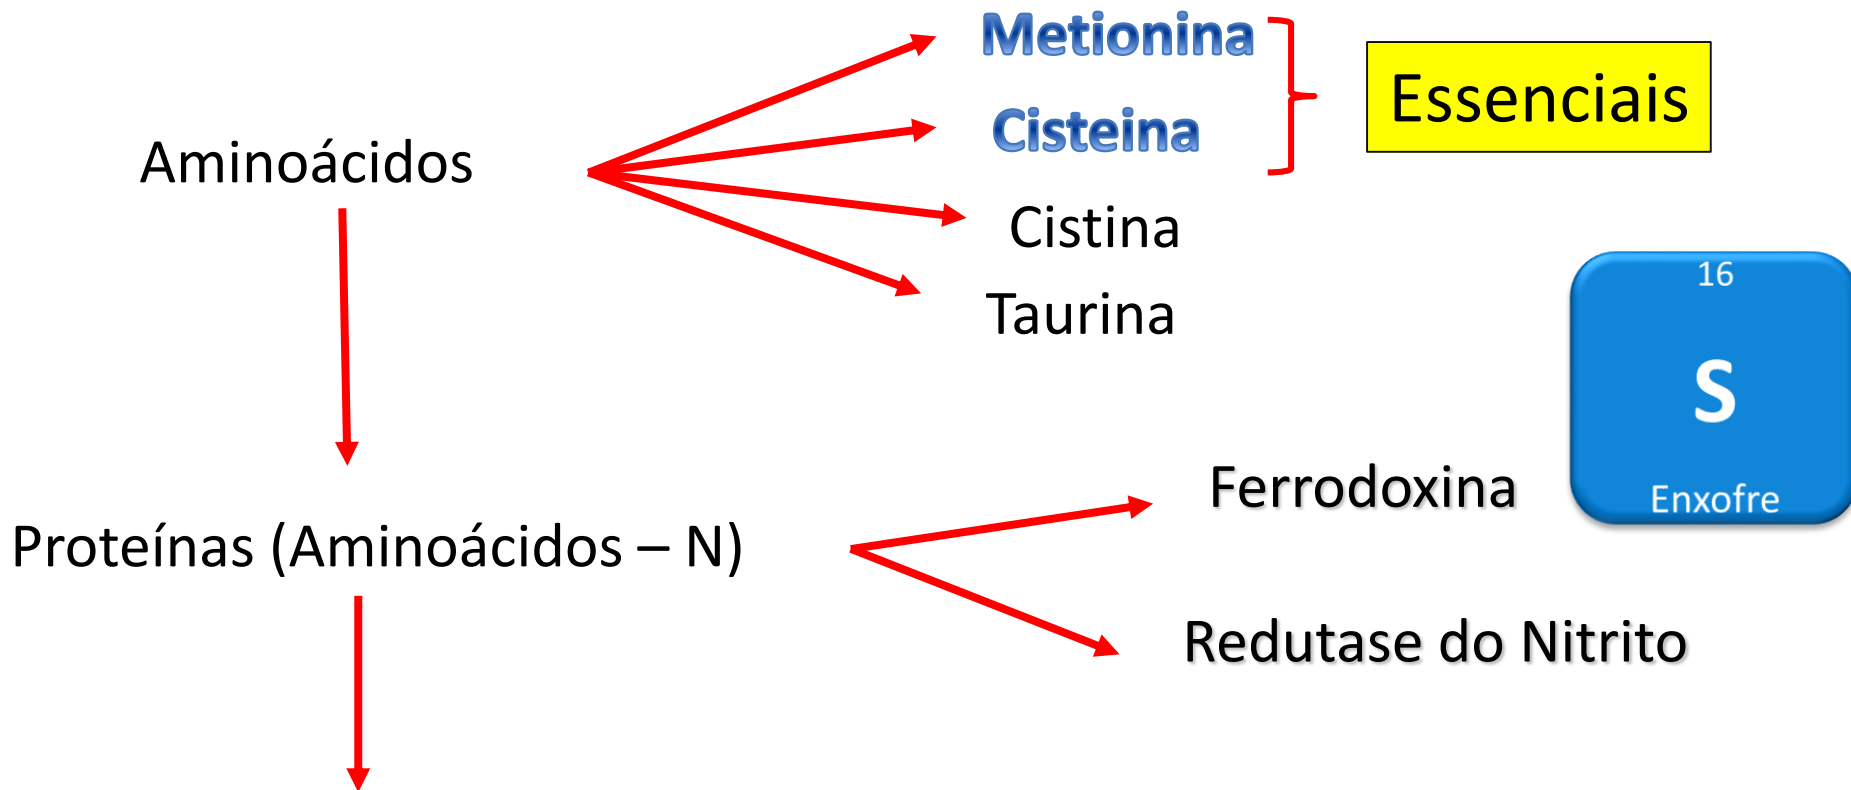 Metionina
Essenciais
Cisteina
Aminoácidos
Cistina
Taurina
16
S
Enxofre
Ferrodoxina
Proteínas (Aminoácidos – N)
Redutase do Nitrito